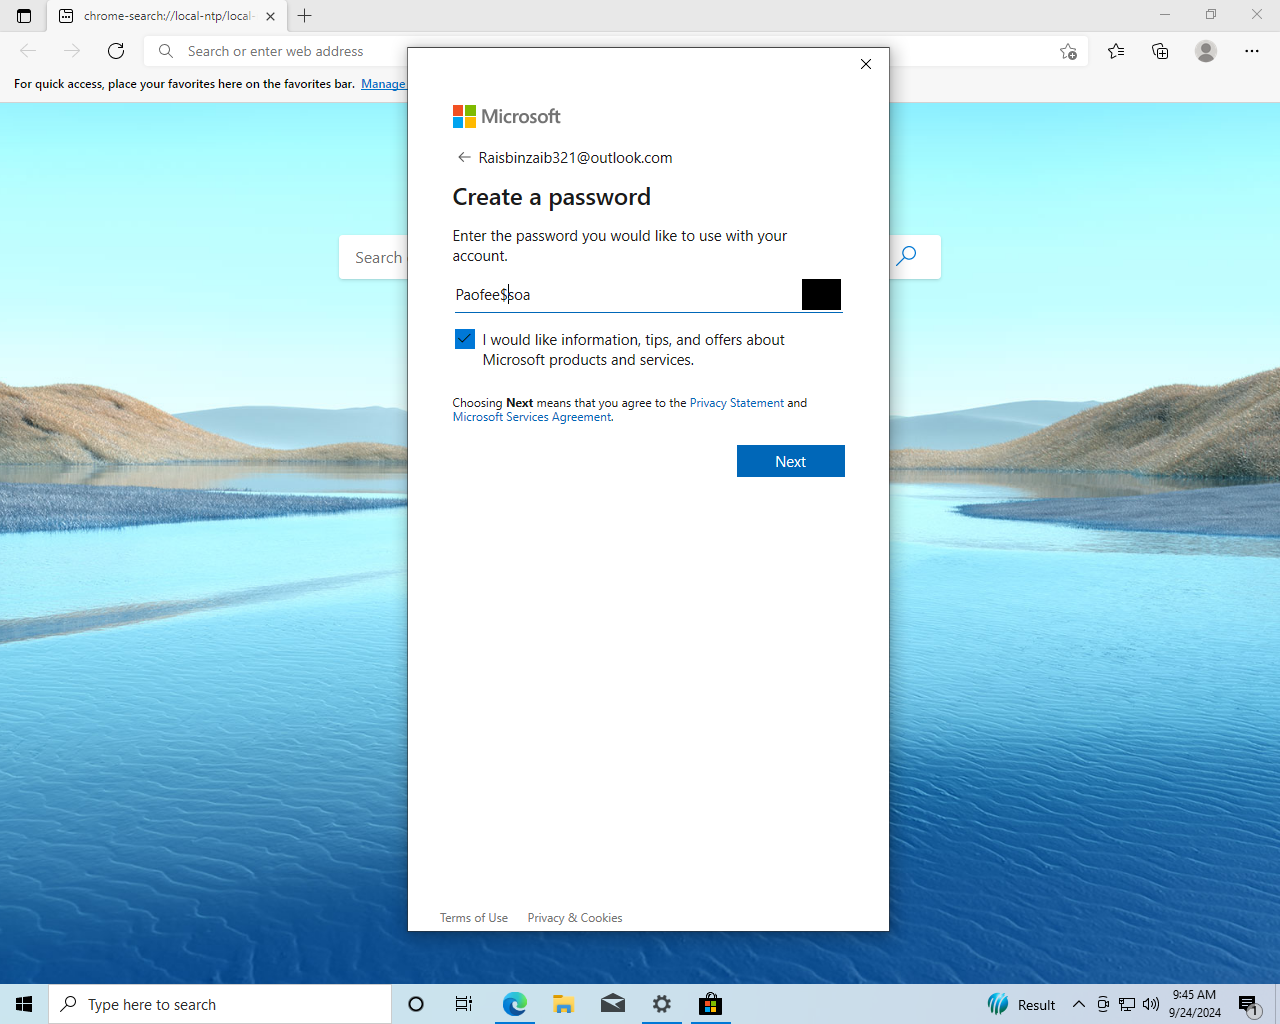 chrome-search://local-ntp/local-
Search or enter web address
For quick access, place your favorites here on the favorites bar. Manage
Microsoft
Raisbinzaib321@outlook.com
Create a password
Enter the password you would like to use with your
account.
Search
Paofee$soa
I would like information, tips, and offers about
Microsoft products and services.
Choosing Next means that you agree to the Privacy Statement and
Microsoft Services Agreement.
Next
Terms of Use Privacy & Cookies
Type here to search
Result
9:45 AM
9/24/2024
1